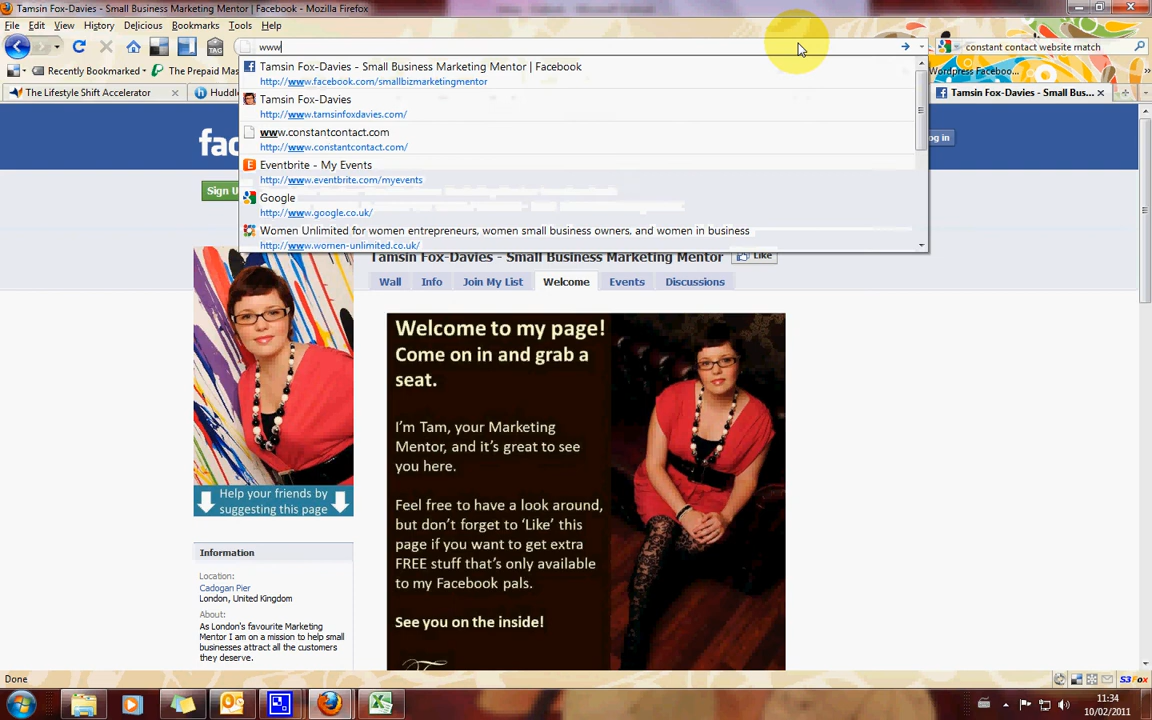 Tamsin Fox-Davies - Small Business Marketing Mentor | Facebook - Mozilla Firefox
File Edit View History Delicious Bookmarks Tools Help
TAG
www
constant contact website match
Recently Bookmarked
The Prepaid Mas
Wordpress Faceboo...
Tamsin Fox-Davies - Small Business Marketing Mentor | Facebook
http://www.facebook.com/smallbizmarketingmentor
Tamsin Fox-Davies
http://www.tamsinfoxdavies.com/
www.constantcontact.com
http://www.constantcontact.com/
Eventbrite - My Events
http://www.eventbrite.com/myevents
Google
http://www.google.co.uk/
Women Unlimited for women entrepreneurs, women small business owners, and women in business
http://www.women-unlimited.co.uk/
The Lifestyle Shift Accelerator
Huddl
Tamsin Fox-Davies - Small Bus...
fac
og in
Sign U
Tamsin Fox-Davies - Small Business Marketing Mentor
Like
Wall Info Join My List Welcome Events Discussions
Welcome to my page!
Come on in and grab a
seat.
I'm Tam, your Marketing
Mentor, and it's great to see
you here.
Feel free to have a look around,
but don't forget to 'Like' this
page if you want to get extra
FREE stuff that's only available
to my Facebook pals.
See you on the inside!
Help your friends by
suggesting this page
Information
Location:
Cadogan Pier
London, United Kingdom
About:
As London's favourite Marketing
Mentor I am on a mission to help small
businesses attract all the customers
they deserve.
Done
S3Fox
11:34
10/02/2011